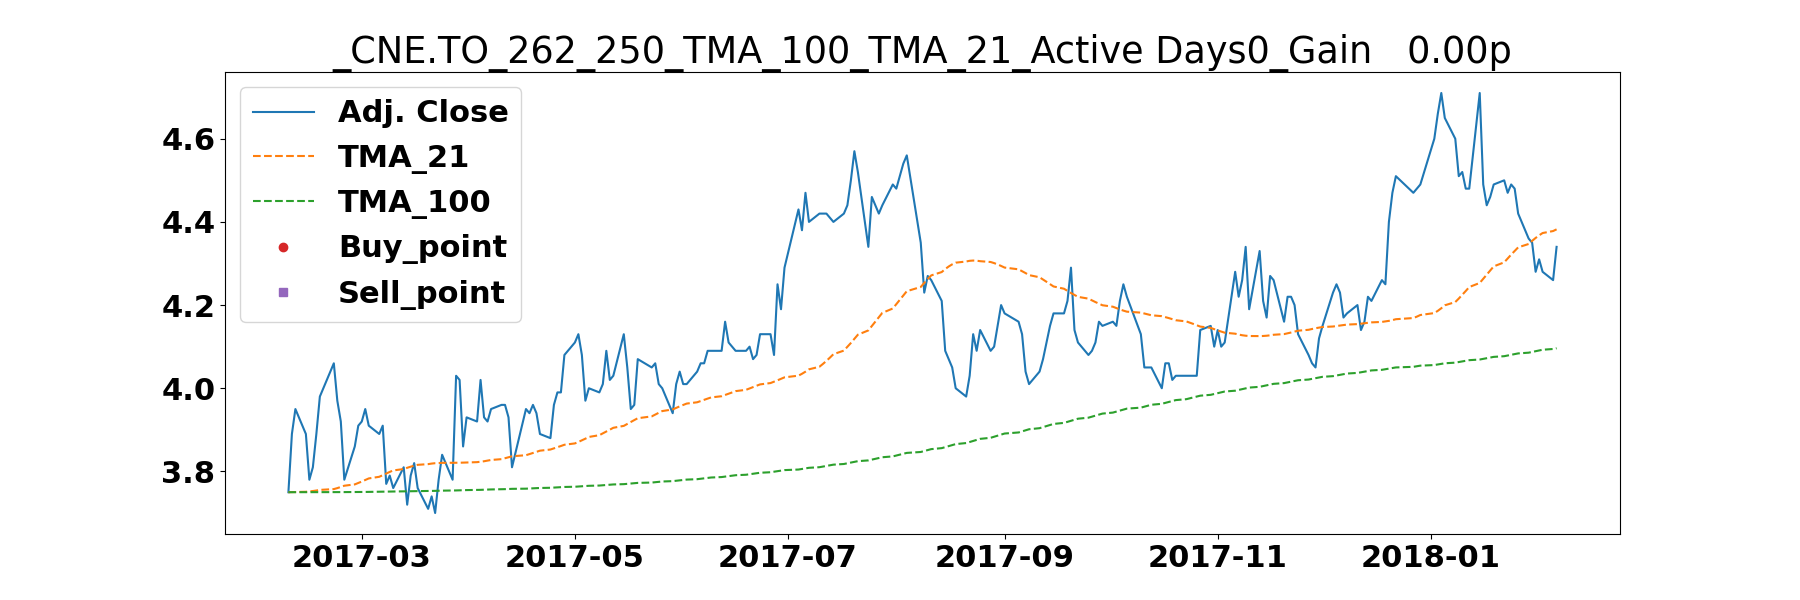 _CNE.TO_262_250_TMA_100_TMA_21_Active Days0_Gain   0.00p
Adj. Close
TMA_21
TMA_100
Buy_point
Sell_point
4.6
4.4
4.2
4.0
3.8
2017-03 2017-05 2017-07 2017-09 2017-11 2018-01